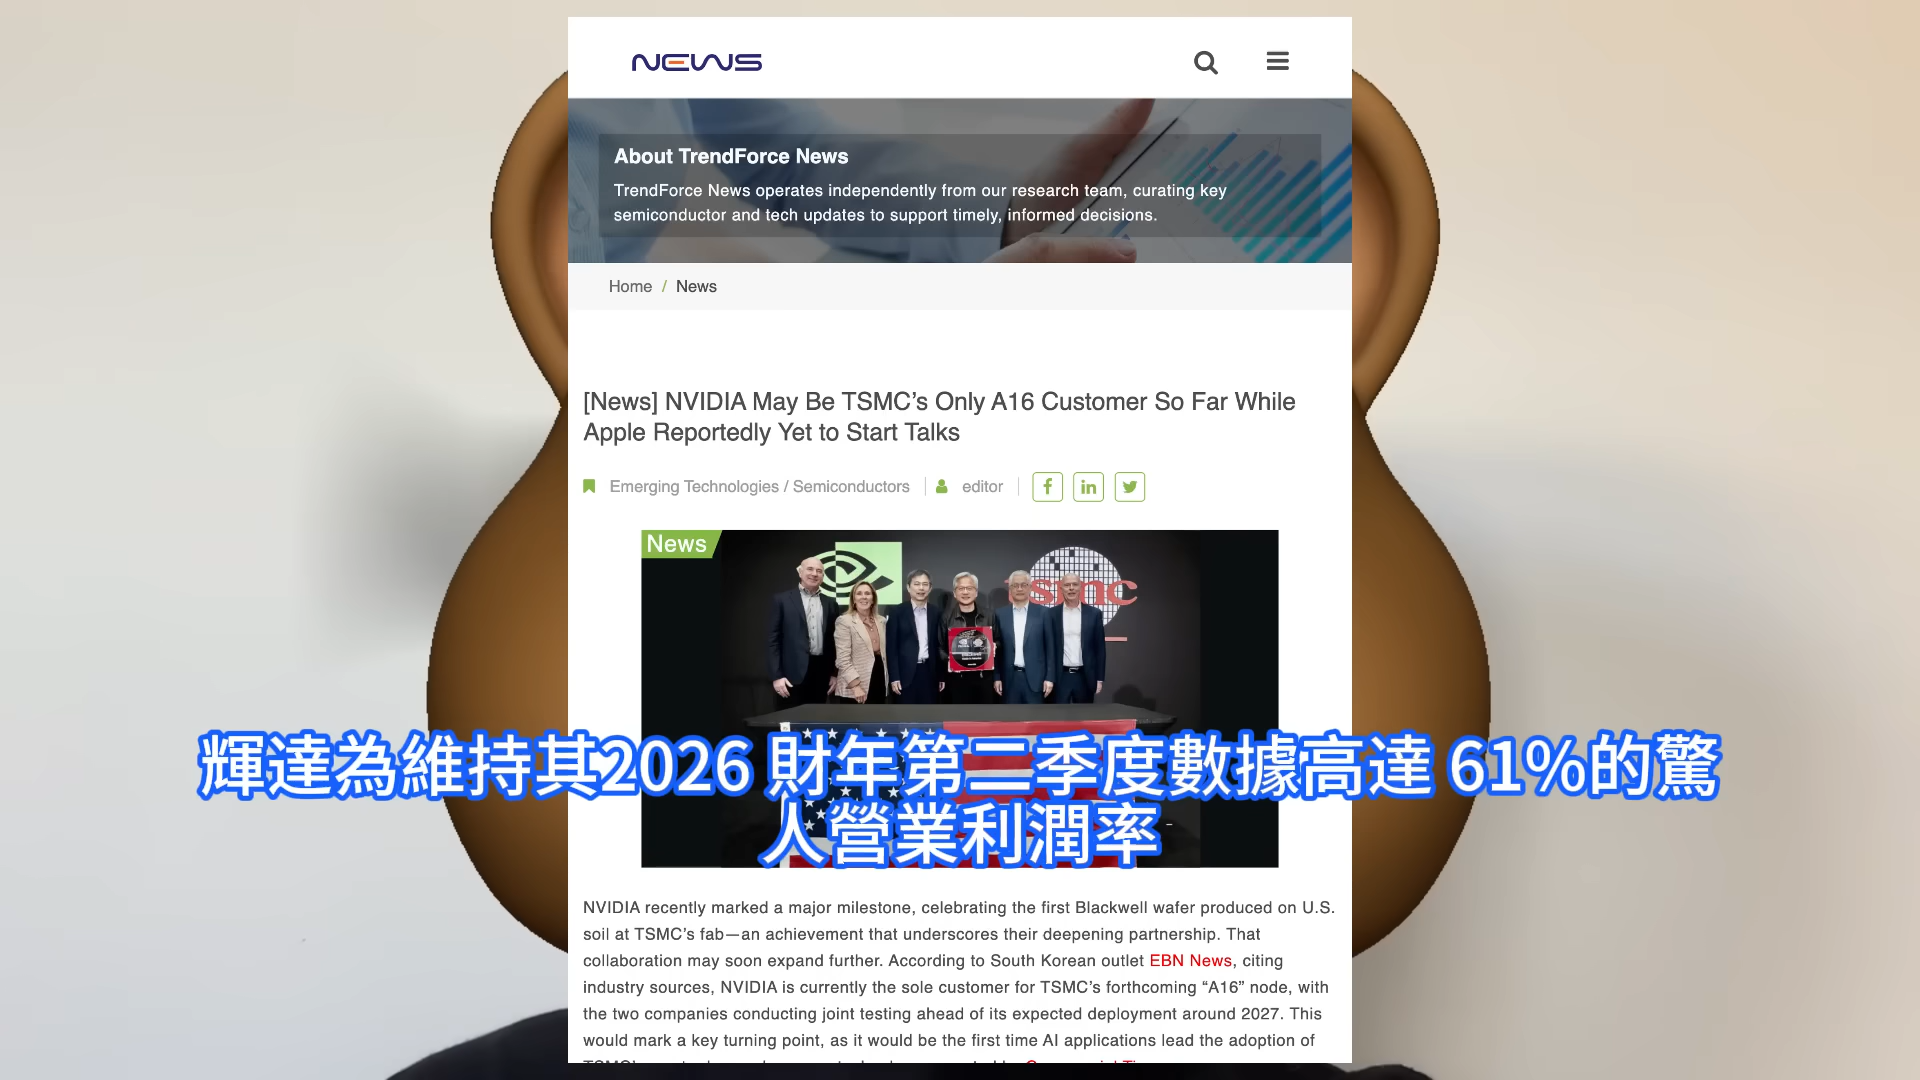 NEWS
About TrendForce News
TrendForce News operates independently from our research team, curating key
semiconductor and tech updates to support timely, informed decisions.
Home / News
[News] NVIDIA May Be TSMC’s Only A16 Customer So Far While
Apple Reportedly Yet to Start Talks
Emerging Technologies / Semiconductors
editor
News
tsmc
輝達為維持其2026 財年第二季度數據高達 61%的驚
人營業利潤率
NVIDIA recently marked a major milestone, celebrating the first Blackwell wafer produced on U.S.
soil at TSMC’s fab—an achievement that underscores their deepening partnership. That
collaboration may soon expand further. According to South Korean outlet EBN News, citing
industry sources, NVIDIA is currently the sole customer for TSMC’s forthcoming “A16” node, with
the two companies conducting joint testing ahead of its expected deployment around 2027. This
would mark a key turning point, as it would be the first time AI applications lead the adoption of